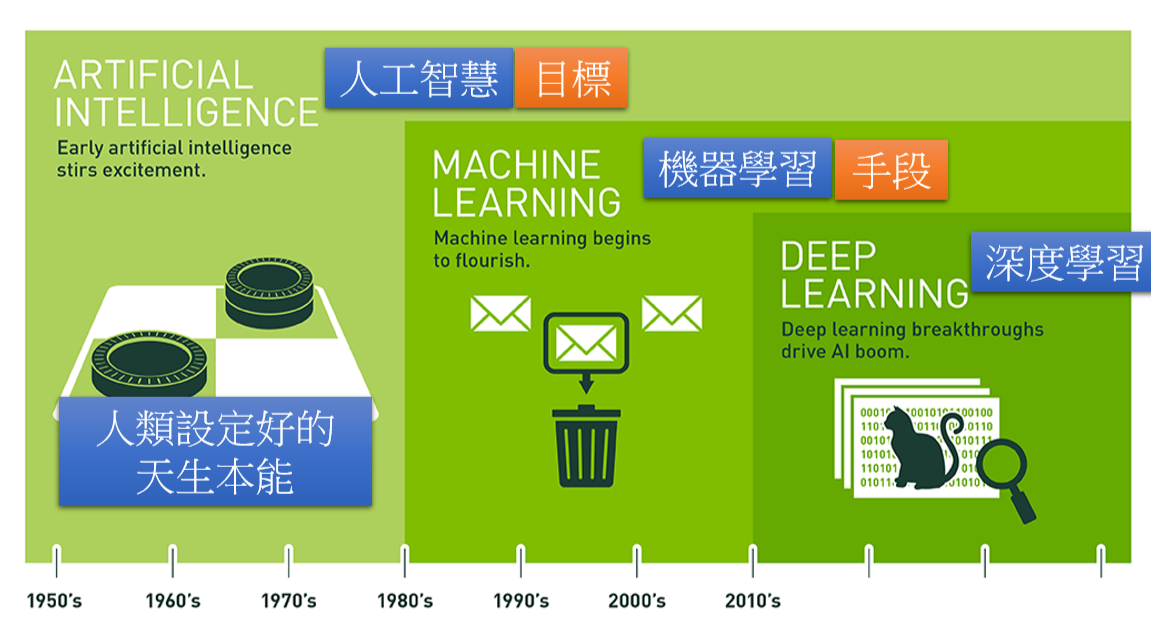 ARTIFICIAL
INTELLIGENCE
Early artificial intelligence
stirs excitement.
人工智慧
目標
MACHINE
LEARNING
Machine learning begins
to flourish.
機器學習
手段
DEEP
LEARNING
Deep learning breakthroughs
drive AI boom.
深度學習
人類設定好的
天生本能
1950's
1960's
1970's
1980's
1990's
2000's
2010's